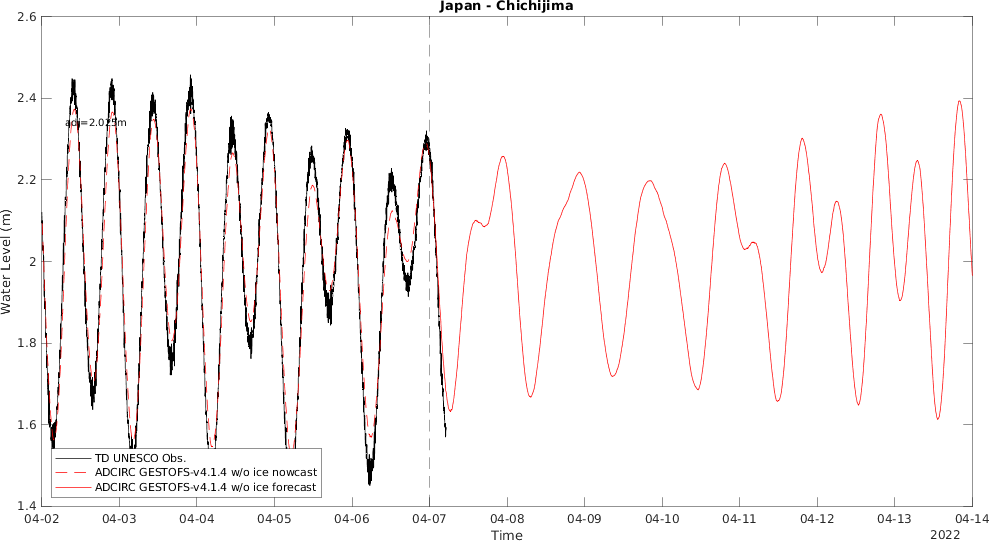 Japan - Chichijima
2.6
2.4
2.2
2
1.8
1.6
1.4
Water Level (m)
adj=2.025m
TD UNESCO Obs.
ADCIRC GESTOFS-v4.1.4 w/o ice nowcast
ADCIRC GESTOFS-v4.1.4 w/o ice forecast
04-02 04-03 04-04 04-05 04-06 04-07 04-08 04-09 04-10 04-11 04-12 04-13 04-14
Time
2022